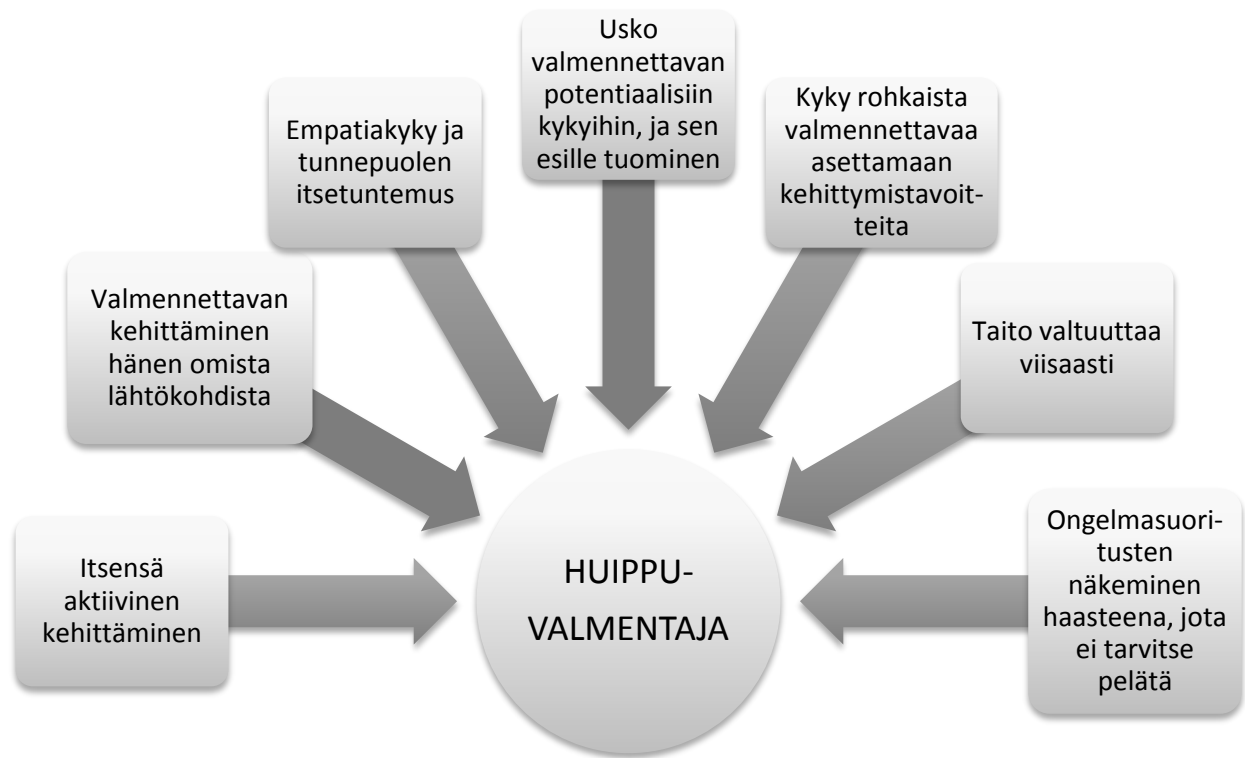 Usko
valmennettavan
potentiaalisiin
kykyihin, ja sen
esille tuominen
Kyky rohkaista
valmennettavaa
asettamaan
kehittymistavoit-
teita
Empatiakyky ja
tunnepuolen
itsetuntemus
Valmennettavan
kehittäminen
hänen omista
lähtökohdista
Taito valtuuttaa
viisaasti
Itsensä
aktiivinen
kehittäminen
Ongelmasuori-
tusten
näkeminen
haasteena, jota
ei tarvitse
pelätä
HUIPPU-
VALMENTAJA